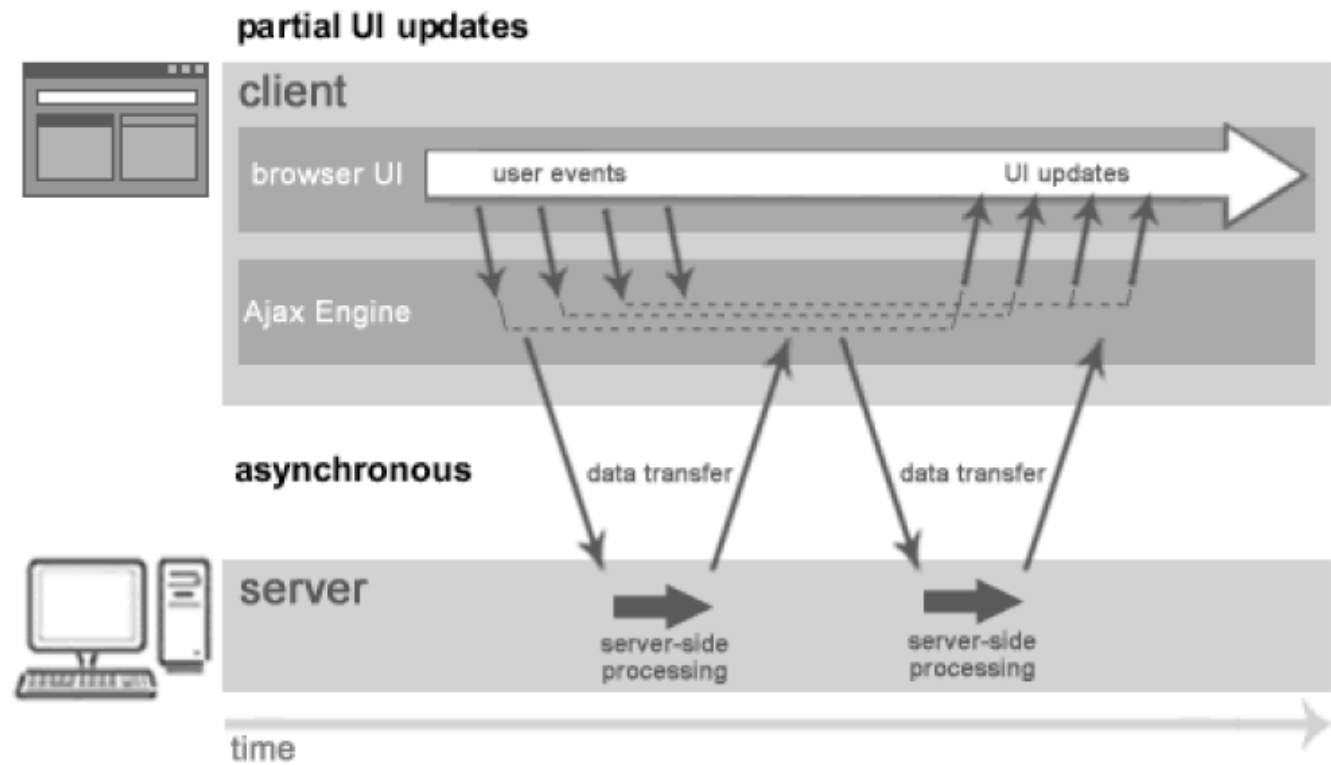 partial UI updates
client
browser UI
user events
UI updates
Ajax Engine
asynchronous
data transfer
data transfer
server
server-side
processing
server-side
processing
time